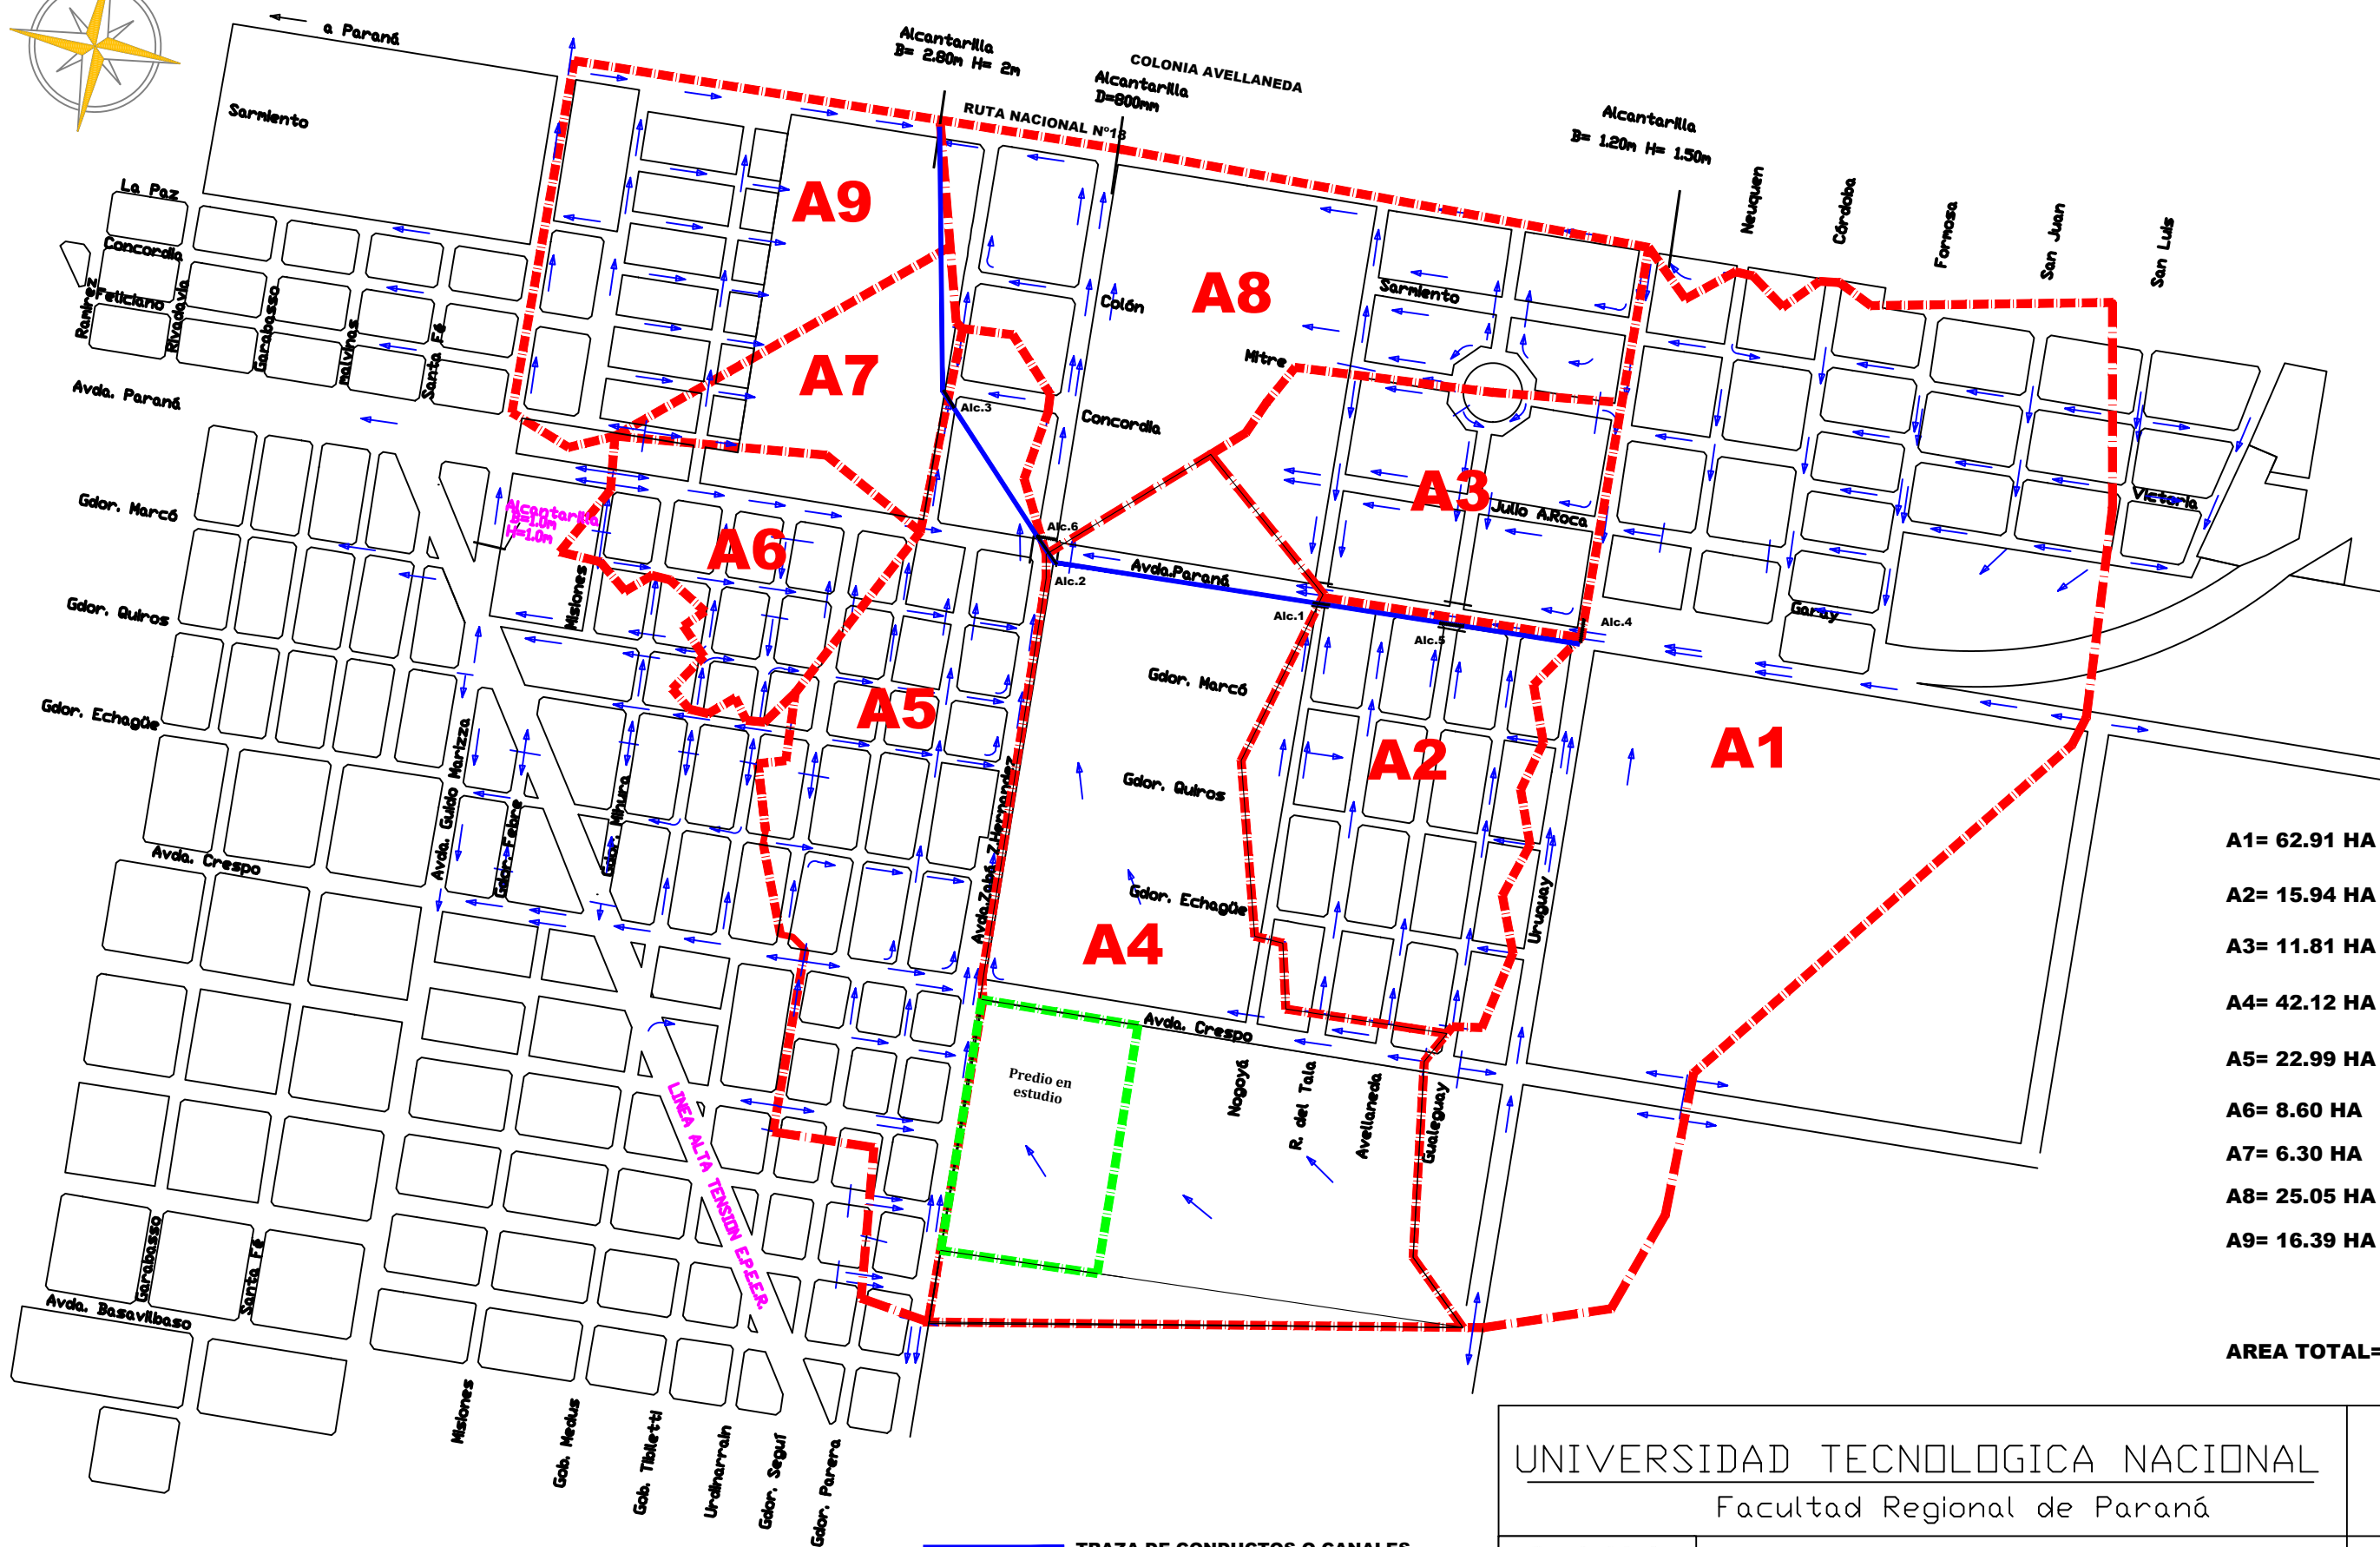 a Paraná
Alcantarilla
B= 2.80m H= 2m
COLONIA AVELLANEDA
Alcantarilla
D=800mm
RUTA NACIONAL Nº18
Alcantarilla
B= 1.20m H= 1.50m
Sarmiento
Neuquen
Córdoba
Formosa
San Juan
San Luis
La Paz
Concordia
Feliciano
Ramirez
Rivadavia
Garabasso
malvinas
Santa Fé
A9
A8
A7
Colón
Sarmiento
Mitre
Concordia
Alc.3
Avda. Paraná
A3
Julio A.Roca
Victoria
Gdor. Marcó
Alcantarilla
B=1.0m
H=1.0m
A6
Alc.6
Alc.2
Avda.Paraná
Alc.1
Alc.5
Alc.4
Garay
Misiones
Gdor. Quiros
Gdor. Echagüe
A5
Gdor. Marcó
A2
A1
Gdor. Quiros
Avda. Guido Marizza
Gdor. Febre
Gdor. Mihura
Avda.Zabá Z.Hernandez
Avda. Crespo
Gdor. Echagüe
Uruguay
A4
Avda. Crespo
Predio en
estudio
Nogoyá
R. del Tala
Avellaneda
Gualeguay
LINEA ALTA TENSION E.P.E.E.R.
Garabasso
Santa Fé
Avda. Basavilbaso
Misiones
Gob. Medus
Gob. Tibiletti
Urdinarrain
Gdor. Seguí
Gdor. Parera
A1= 62.91 HA
A2= 15.94 HA
A3= 11.81 HA
A4= 42.12 HA
A5= 22.99 HA
A6= 8.60 HA
A7= 6.30 HA
A8= 25.05 HA
A9= 16.39 HA
AREA TOTAL=
UNIVERSIDAD TECNOLOGICA NACIONAL
Facultad Regional de Paraná
TRAZA DE CONDUCTOS O CANALES